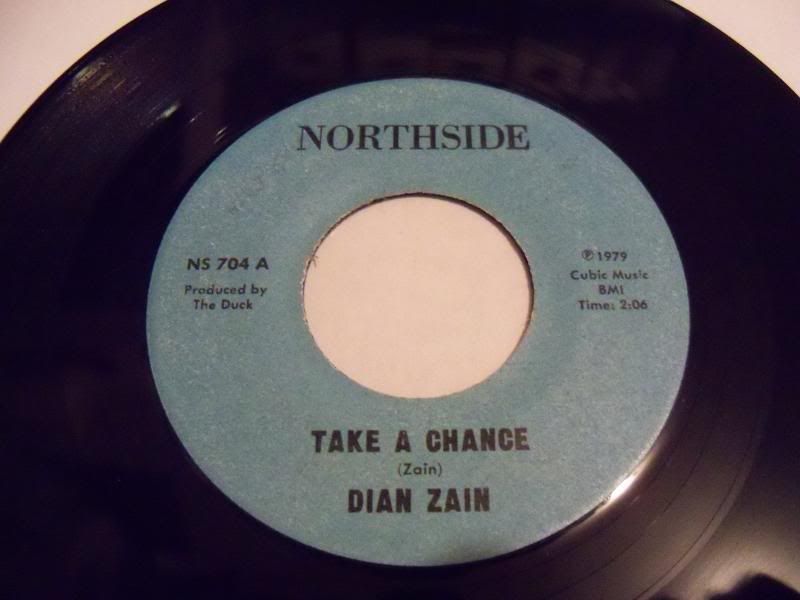 NORTHSIDE
NS 704 A
Produced by
The Duck
℗ 1979
Cubic Music
BMI
Time: 2:06
TAKE A CHANCE
(Zain)
DIAN ZAIN